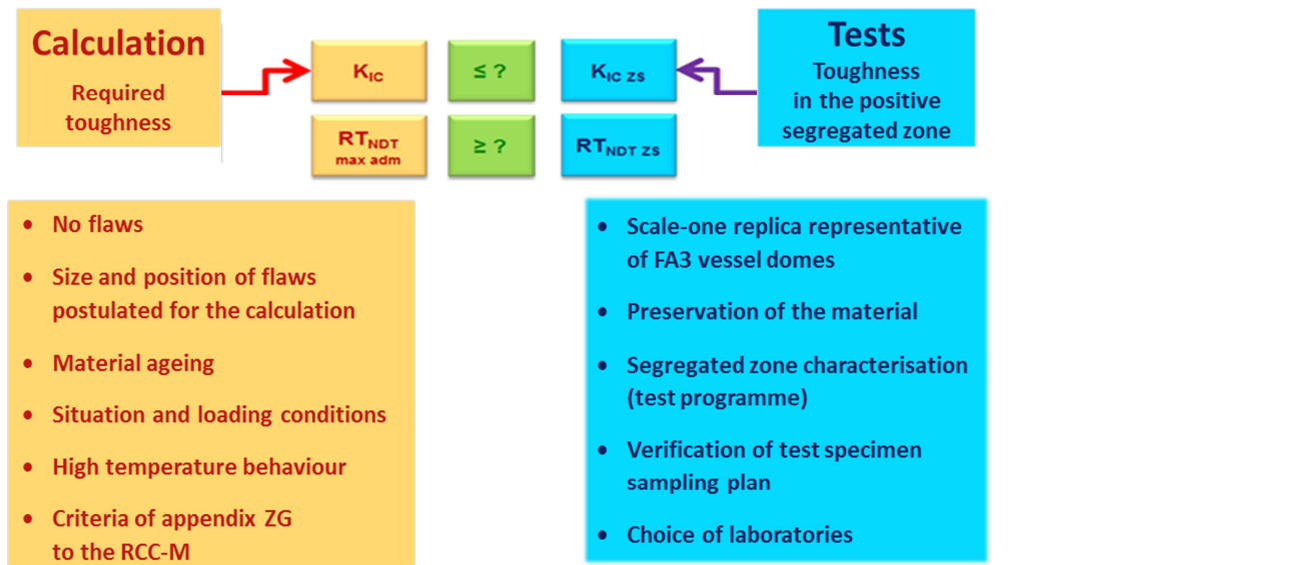 Calculation
Required
toughness
K_IC
≤ ?
K_IC ZS
RT_NDT
max adm
≥ ?
RT_NDT ZS
Tests
Toughness
in the positive
segregated zone
• No flaws
• Size and position of flaws
postulated for the calculation
• Material ageing
• Situation and loading conditions
• High temperature behaviour
• Criteria of appendix ZG
to the RCC-M
• Scale-one replica representative
of FA3 vessel domes
• Preservation of the material
• Segregated zone characterisation
(test programme)
• Verification of test specimen
sampling plan
• Choice of laboratories